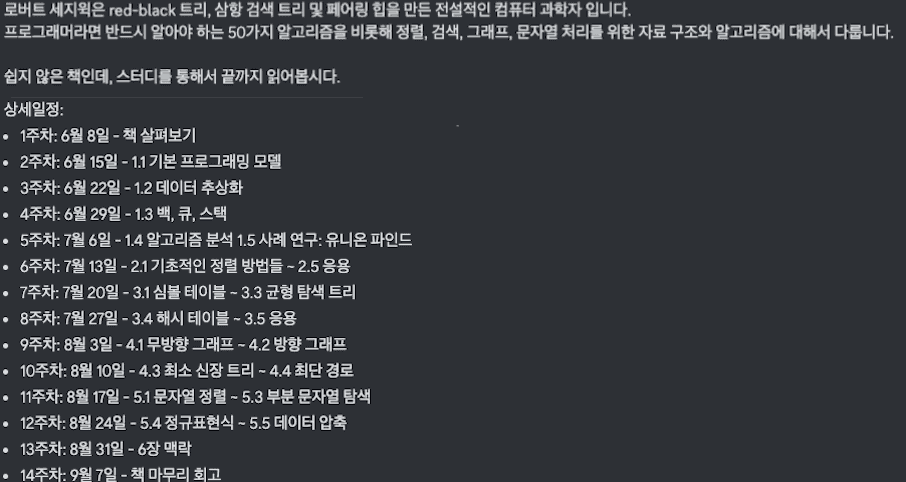 로버트 세지윅은 red-black 트리, 삼항 검색 트리 및 페어링 힙을 만든 전설적인 컴퓨터 과학자 입니다.
프로그래머라면 반드시 알아야 하는 50가지 알고리즘을 비롯해 정렬, 검색, 그래프, 문자열 처리를 위한 자료 구조와 알고리즘에 대해서 다룹니다.
쉽지 않은 책인데, 스터디를 통해서 끝까지 읽어봅시다.
상세일정:
• 1주차: 6월 8일 - 책 살펴보기
• 2주차: 6월 15일 - 1.1 기본 프로그래밍 모델
• 3주차: 6월 22일 - 1.2 데이터 추상화
• 4주차: 6월 29일 - 1.3 백, 큐, 스택
• 5주차: 7월 6일 - 1.4 알고리즘 분석 1.5 사례 연구: 유니온 파인드
• 6주차: 7월 13일 - 2.1 기초적인 정렬 방법들 ~ 2.5 응용
• 7주차: 7월 20일 - 3.1 심볼 테이블 ~ 3.3 균형 탐색 트리
• 8주차: 7월 27일 - 3.4 해시 테이블 ~ 3.5 응용
• 9주차: 8월 3일 - 4.1 무방향 그래프 ~ 4.2 방향 그래프
• 10주차: 8월 10일 - 4.3 최소 신장 트리 ~ 4.4 최단 경로
• 11주차: 8월 17일 - 5.1 문자열 정렬 ~ 5.3 부분 문자열 탐색
• 12주차: 8월 24일 - 5.4 정규표현식 ~ 5.5 데이터 압축
• 13주차: 8월 31일 - 6장 맥락
• 14주차: 9월 7일 - 책 마무리 회고